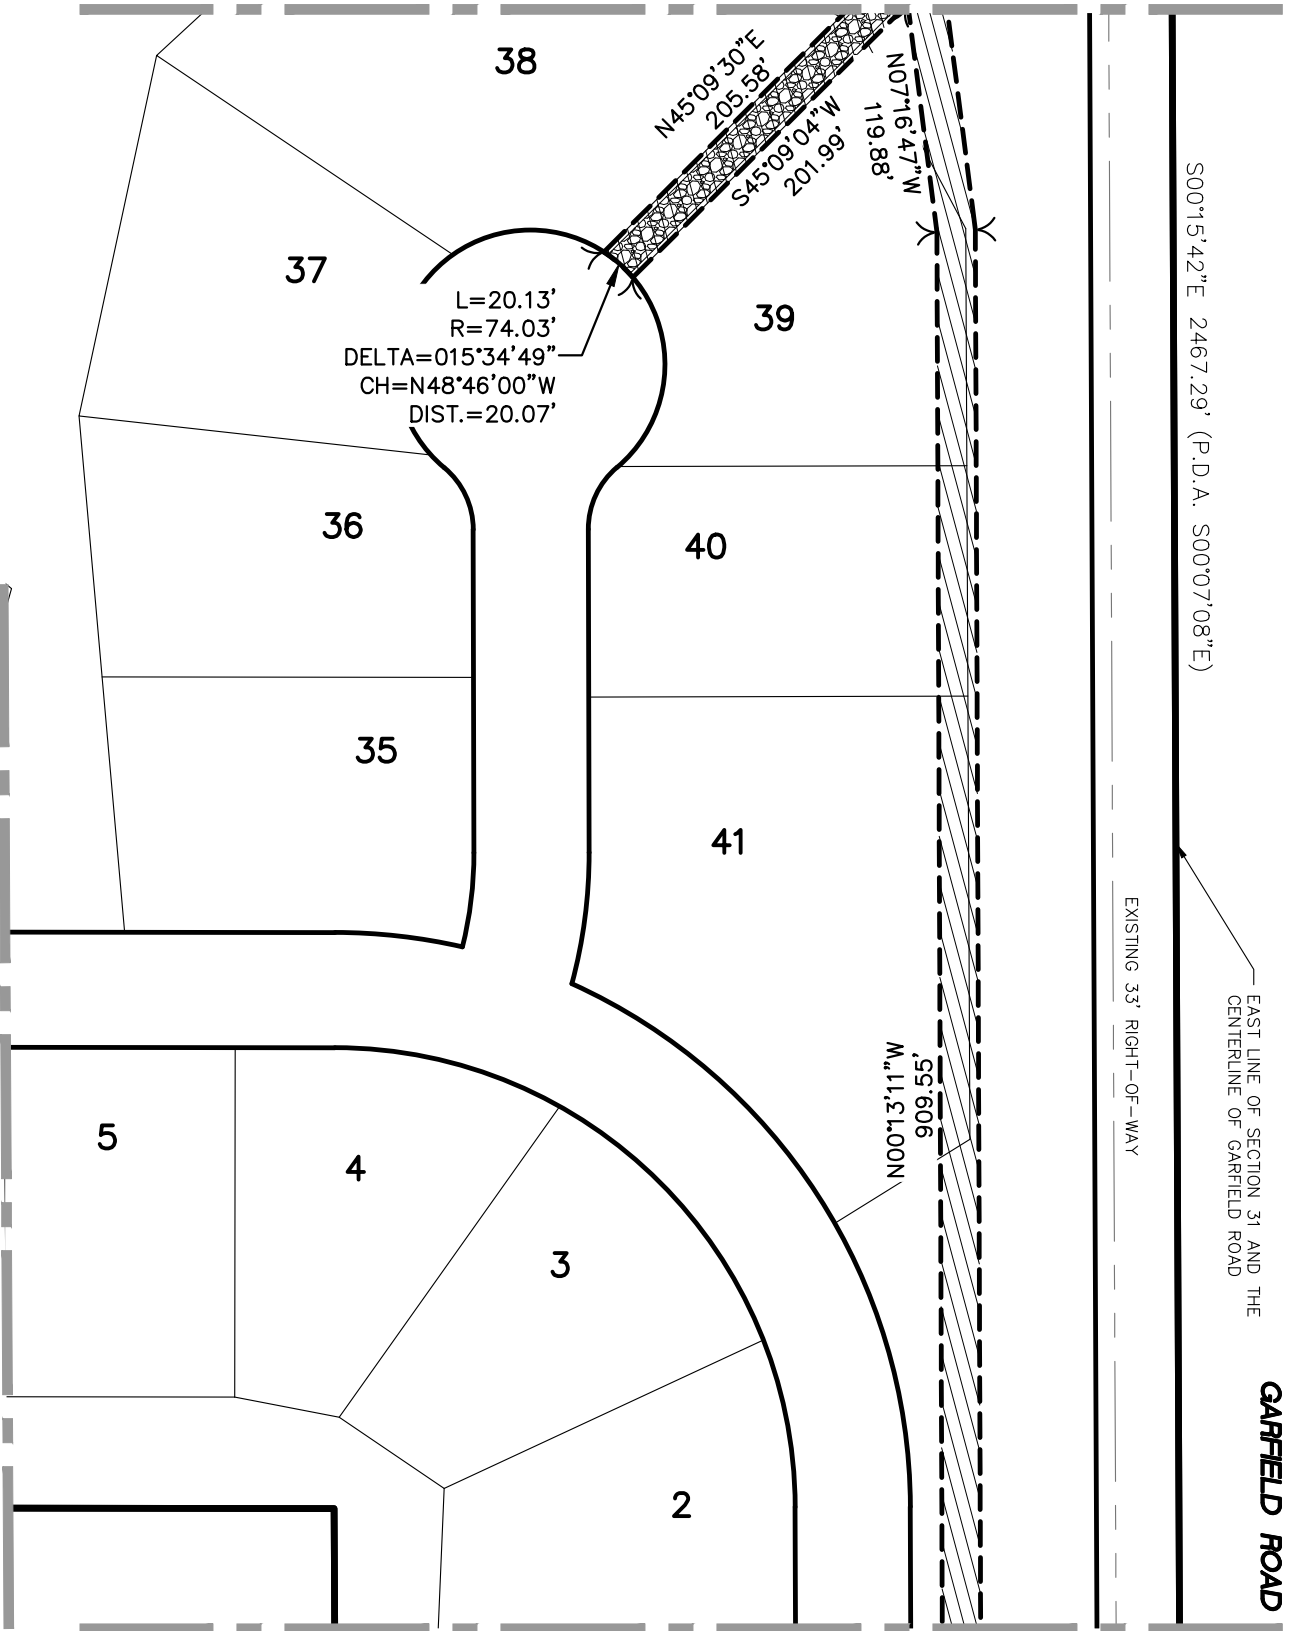 38
N45°09'30"E
205.58'
S45°09'04"W
201.99'
N07°16'47"W
119.88'
S00°15'42"E 2467.29' (P.D.A. S00°07'08"E)
37
L=20.13'
R=74.03'
DELTA=015°34'49"
CH=N48°46'00"W
DIST.=20.07'
39
36
40
35
41
EXISTING 33' RIGHT-OF-WAY
EAST LINE OF SECTION 31 AND THE
CENTERLINE OF GARFIELD ROAD
N00°13'11"W
909.55'
5
4
3
2
GARFIELD ROAD